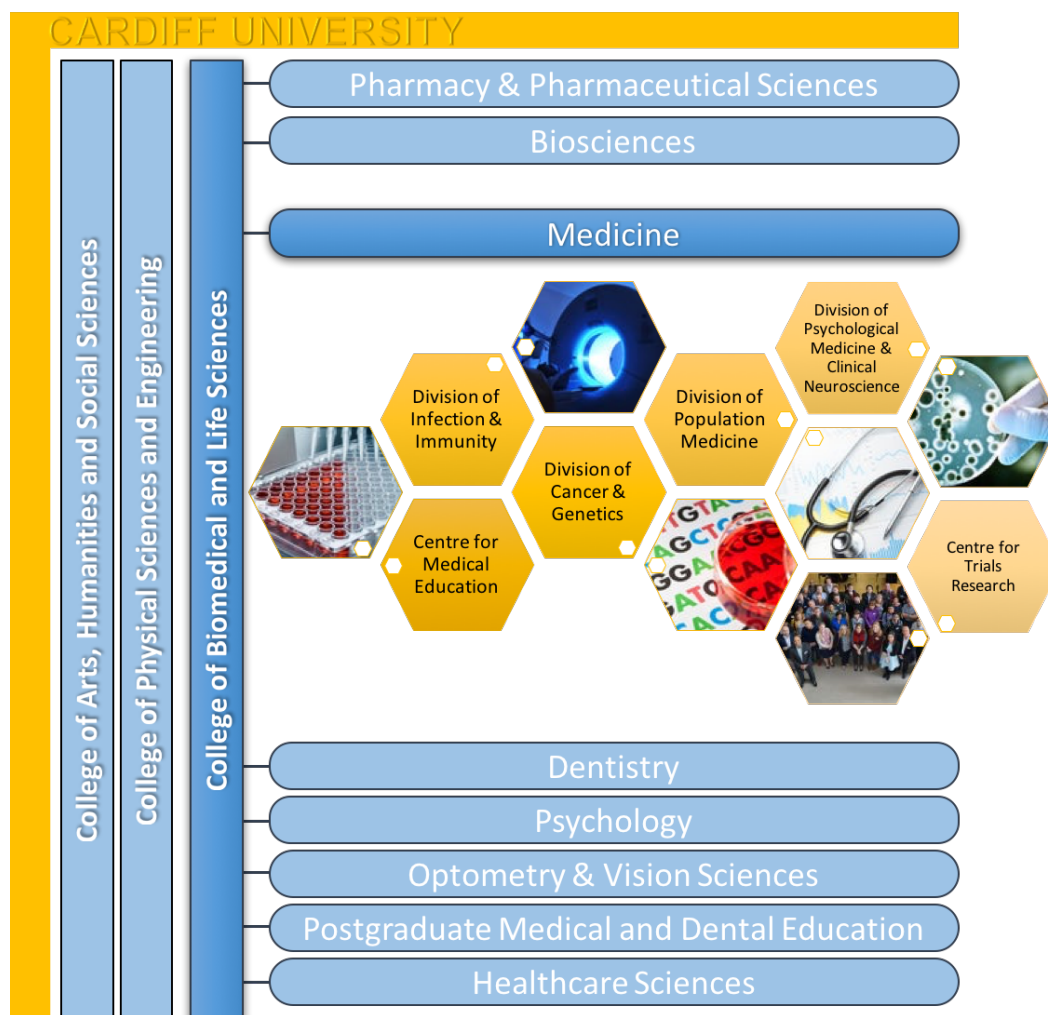 CARDIFF UNIVERSITY
College of Arts, Humanities and Social Sciences
College of Physical Sciences and Engineering
College of Biomedical and Life Sciences
Pharmacy & Pharmaceutical Sciences
Biosciences
Medicine
Division of
Infection &
Immunity
Centre for
Medical
Education
Division of
Cancer &
Genetics
Division of
Population
Medicine
Division of
Psychological
Medicine &
Clinical
Neuroscience
Centre for
Trials
Research
Dentistry
Psychology
Optometry & Vision Sciences
Postgraduate Medical and Dental Education
Healthcare Sciences